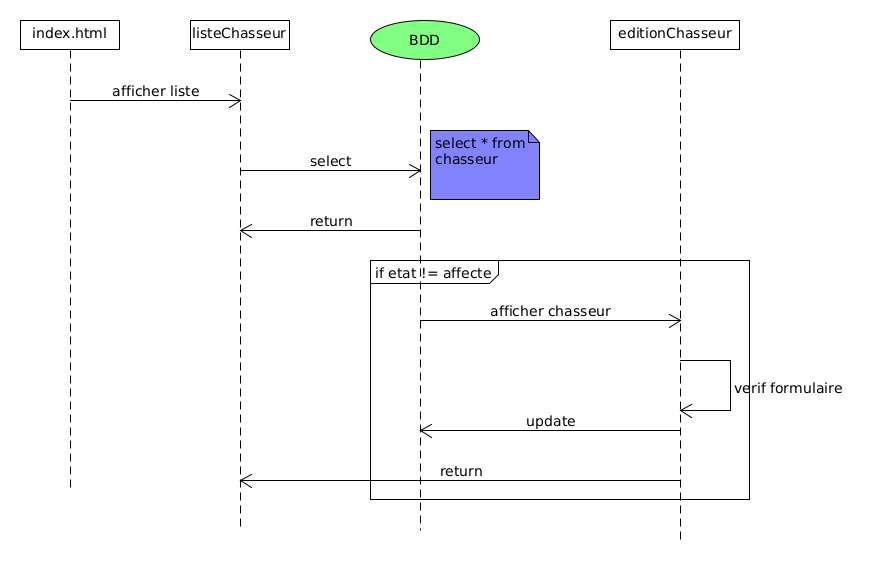 index.html
listeChasseur
BDD
editionChasseur
afficher liste
select * from
chasseur
select
return
if etat != affecte
afficher chasseur
verif formulaire
update
return